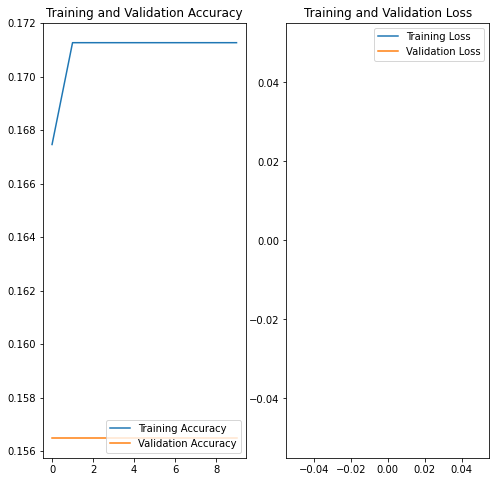 Training and Validation Accuracy
0.172
0.170
0.168
0.166
0.164
0.162
0.160
0.158
0.156
0 2 4 6 8
Training Accuracy
Validation Accuracy
Training and Validation Loss
Training Loss
Validation Loss
0.04
0.02
0.00
−0.02
−0.04
−0.04 −0.02 0.00 0.02 0.04